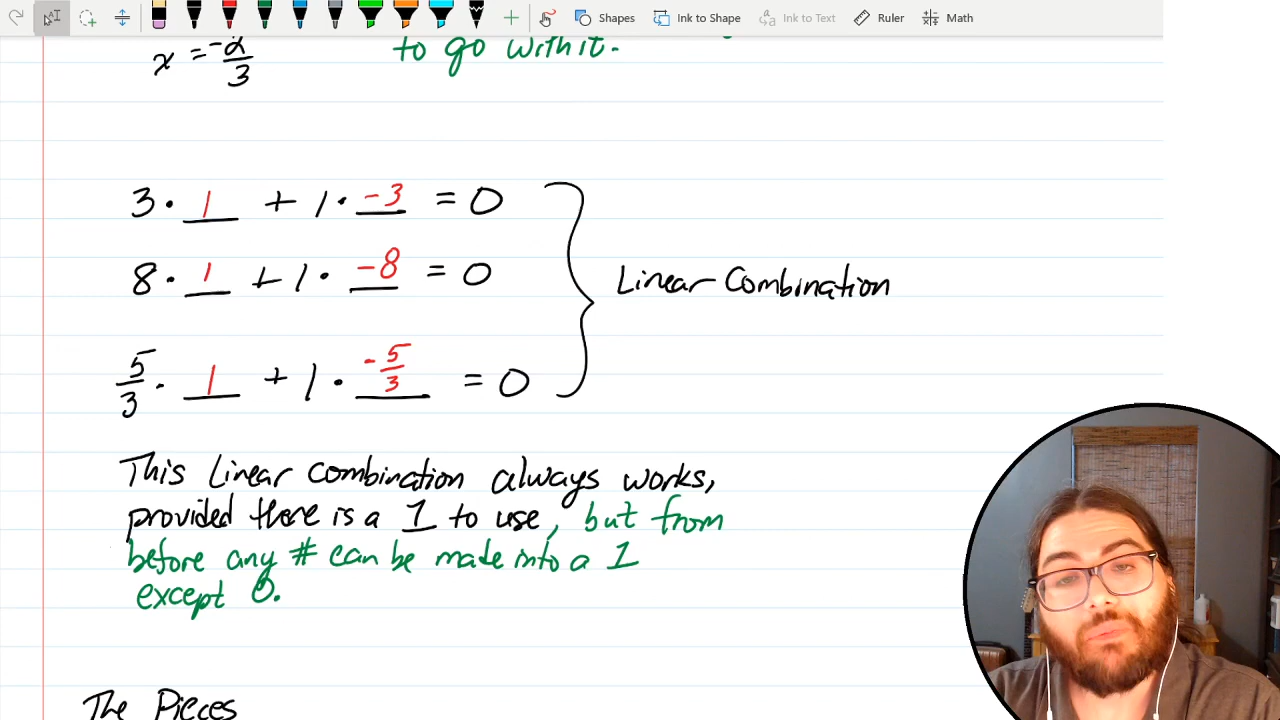 Shapes Ink to Shape Ink to Text Ruler Math
x = -2/3
to go with it.
3 · 1 + 1 · -3 = 0
8 · 1 + 1 · -8 = 0
Linear Combination
5/3 · 1 + 1 · -5/3 = 0
This Linear combination always works,
provided there is a 1 to use, but from
before any # can be made into a 1
except 0.
The Pieces